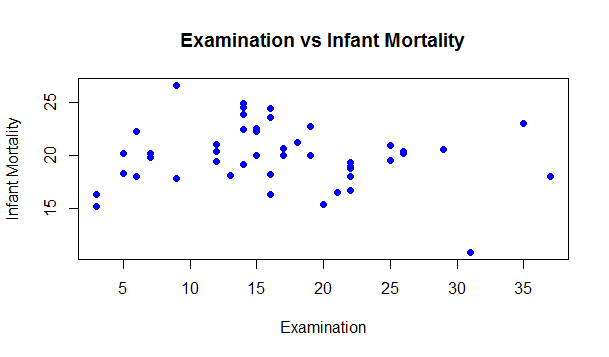 Examination vs Infant Mortality
Infant Mortality
25
20
15
5 10 15 20 25 30 35
Examination